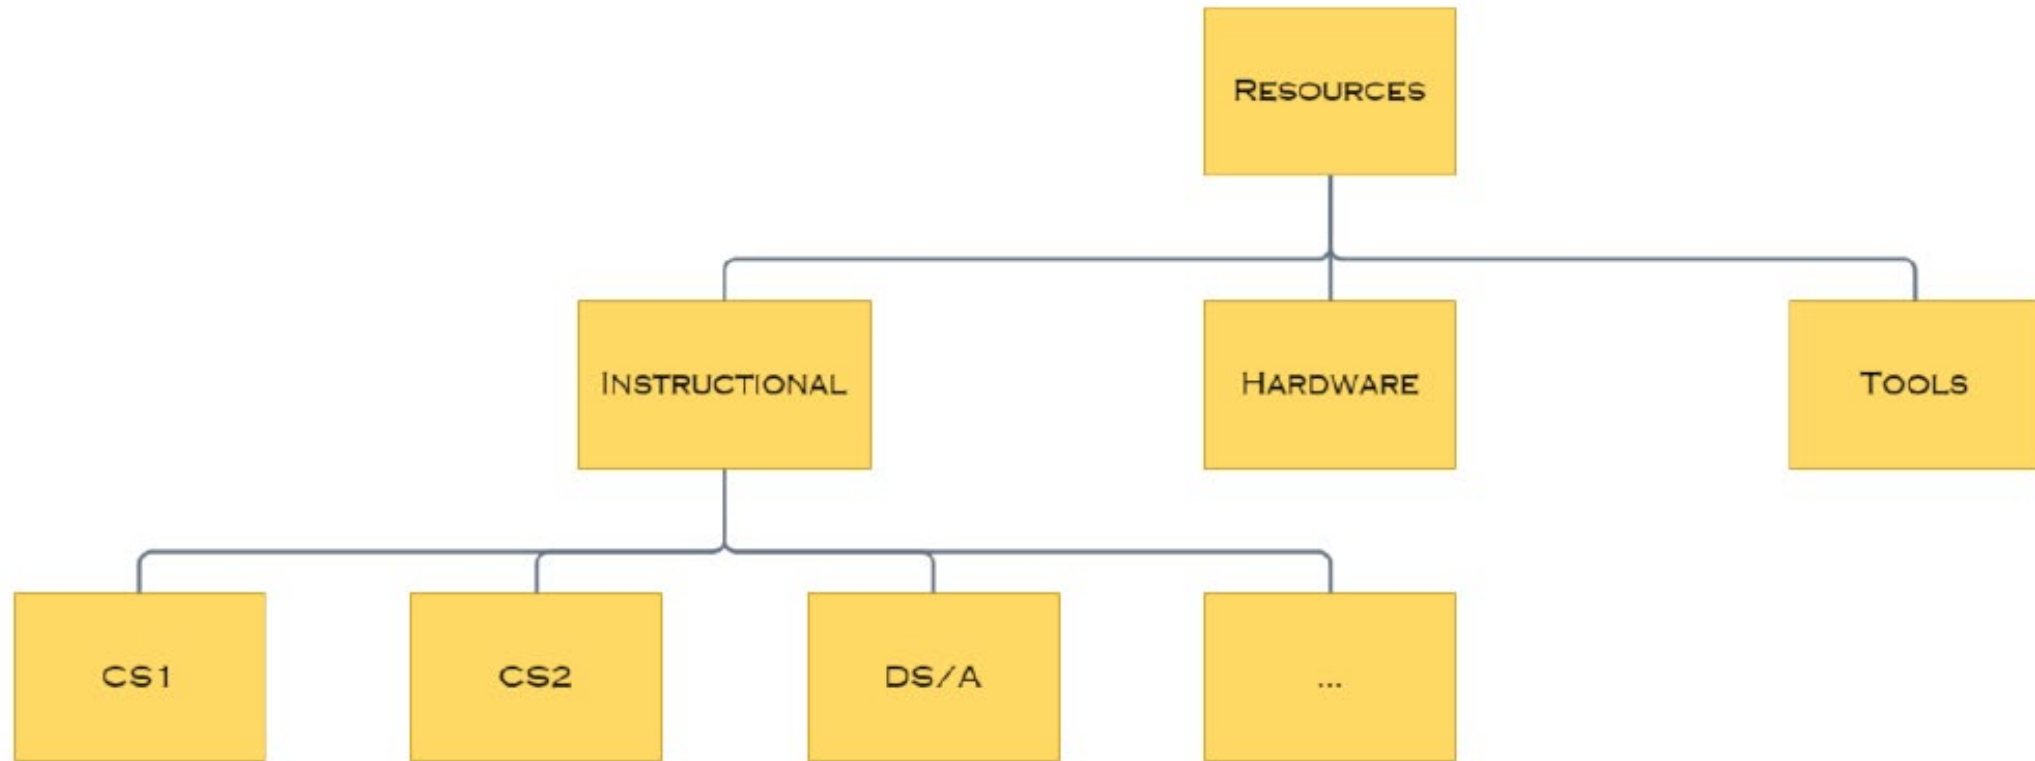 Resources
Instructional
Hardware
Tools
CS1
CS2
DS/A
...